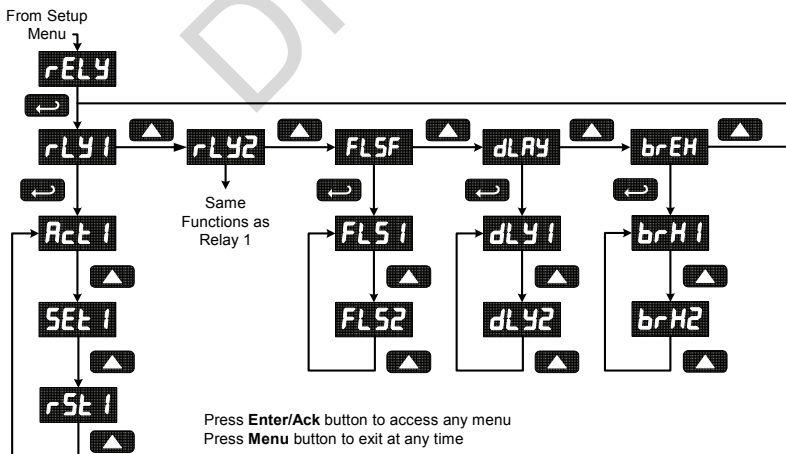 From Setup
Menu
rELY
rLY1 rLY2 FLSF dLAY brEH
Same
Functions as
Relay 1
Act1 FLS1 dLY1 brH1
SEt1 FLS2 dLY2 brH2
rSt1
Press Enter/Ack button to access any menu
Press Menu button to exit at any time